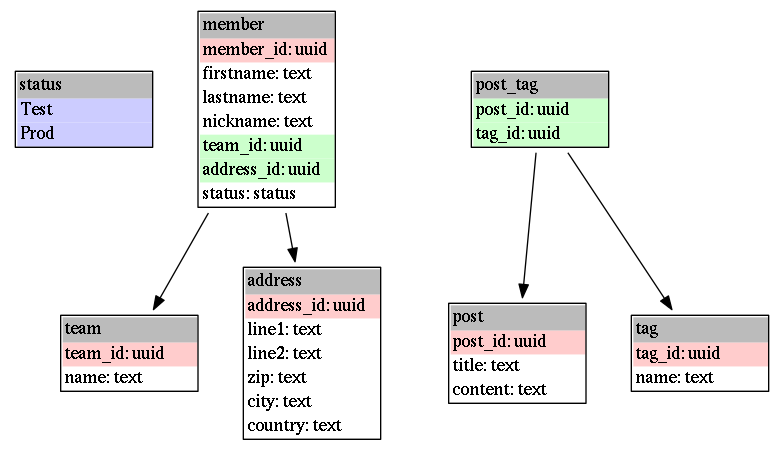 member
member_id: uuid
firstname: text
lastname: text
nickname: text
team_id: uuid
address_id: uuid
status: status
status
Test
Prod
post_tag
post_id: uuid
tag_id: uuid
address
address_id: uuid
line1: text
line2: text
zip: text
city: text
country: text
team
team_id: uuid
name: text
post
post_id: uuid
title: text
content: text
tag
tag_id: uuid
name: text